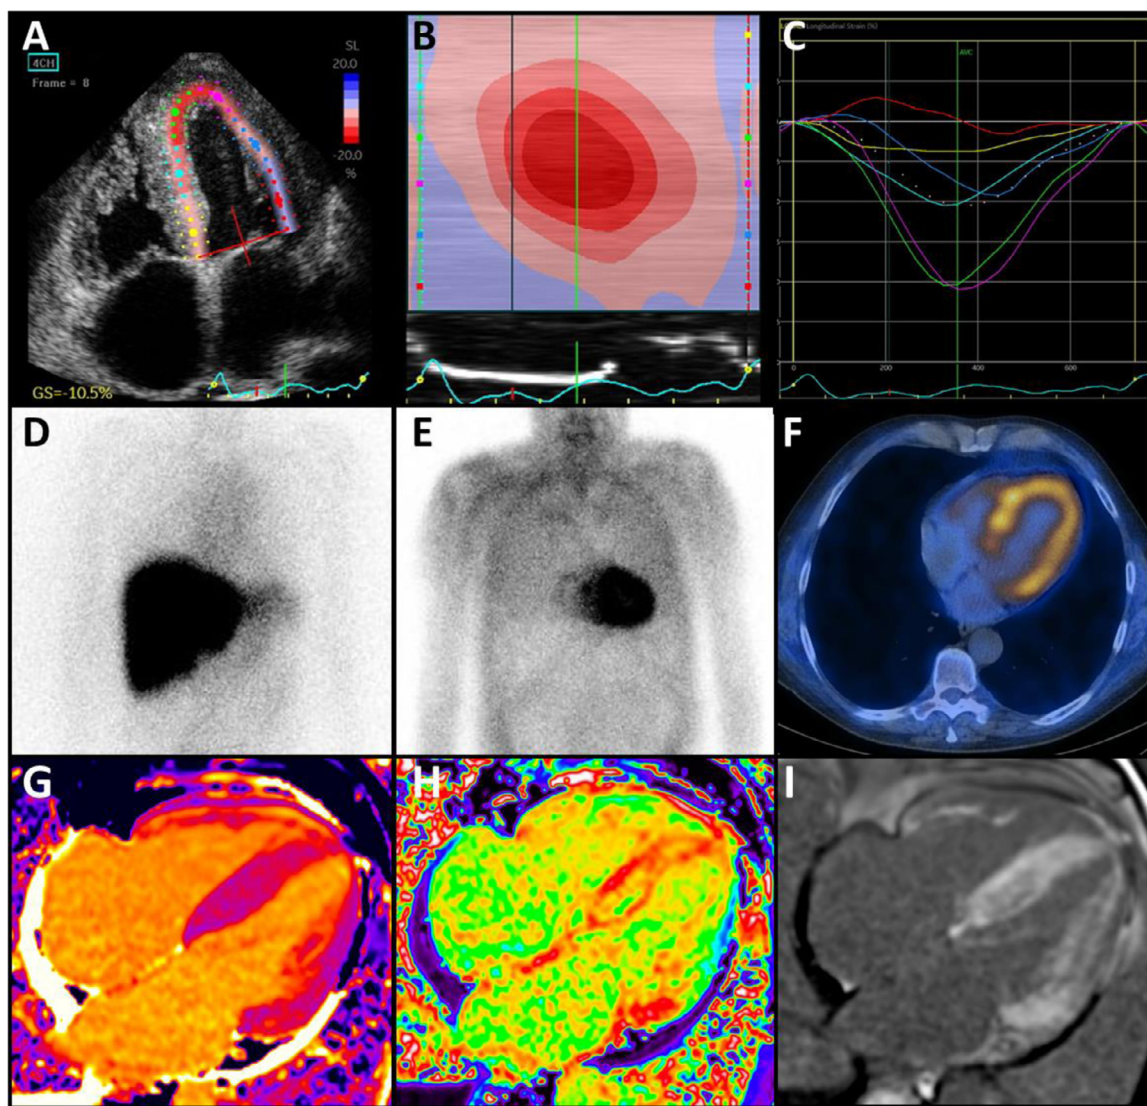 A
4CH
Frame = 8
SL
20.0
-20.0
%
GS=-10.5%
B
C
Longitudinal Strain (%)
AVC
0
200
400
600
D
E
F
G
H
I